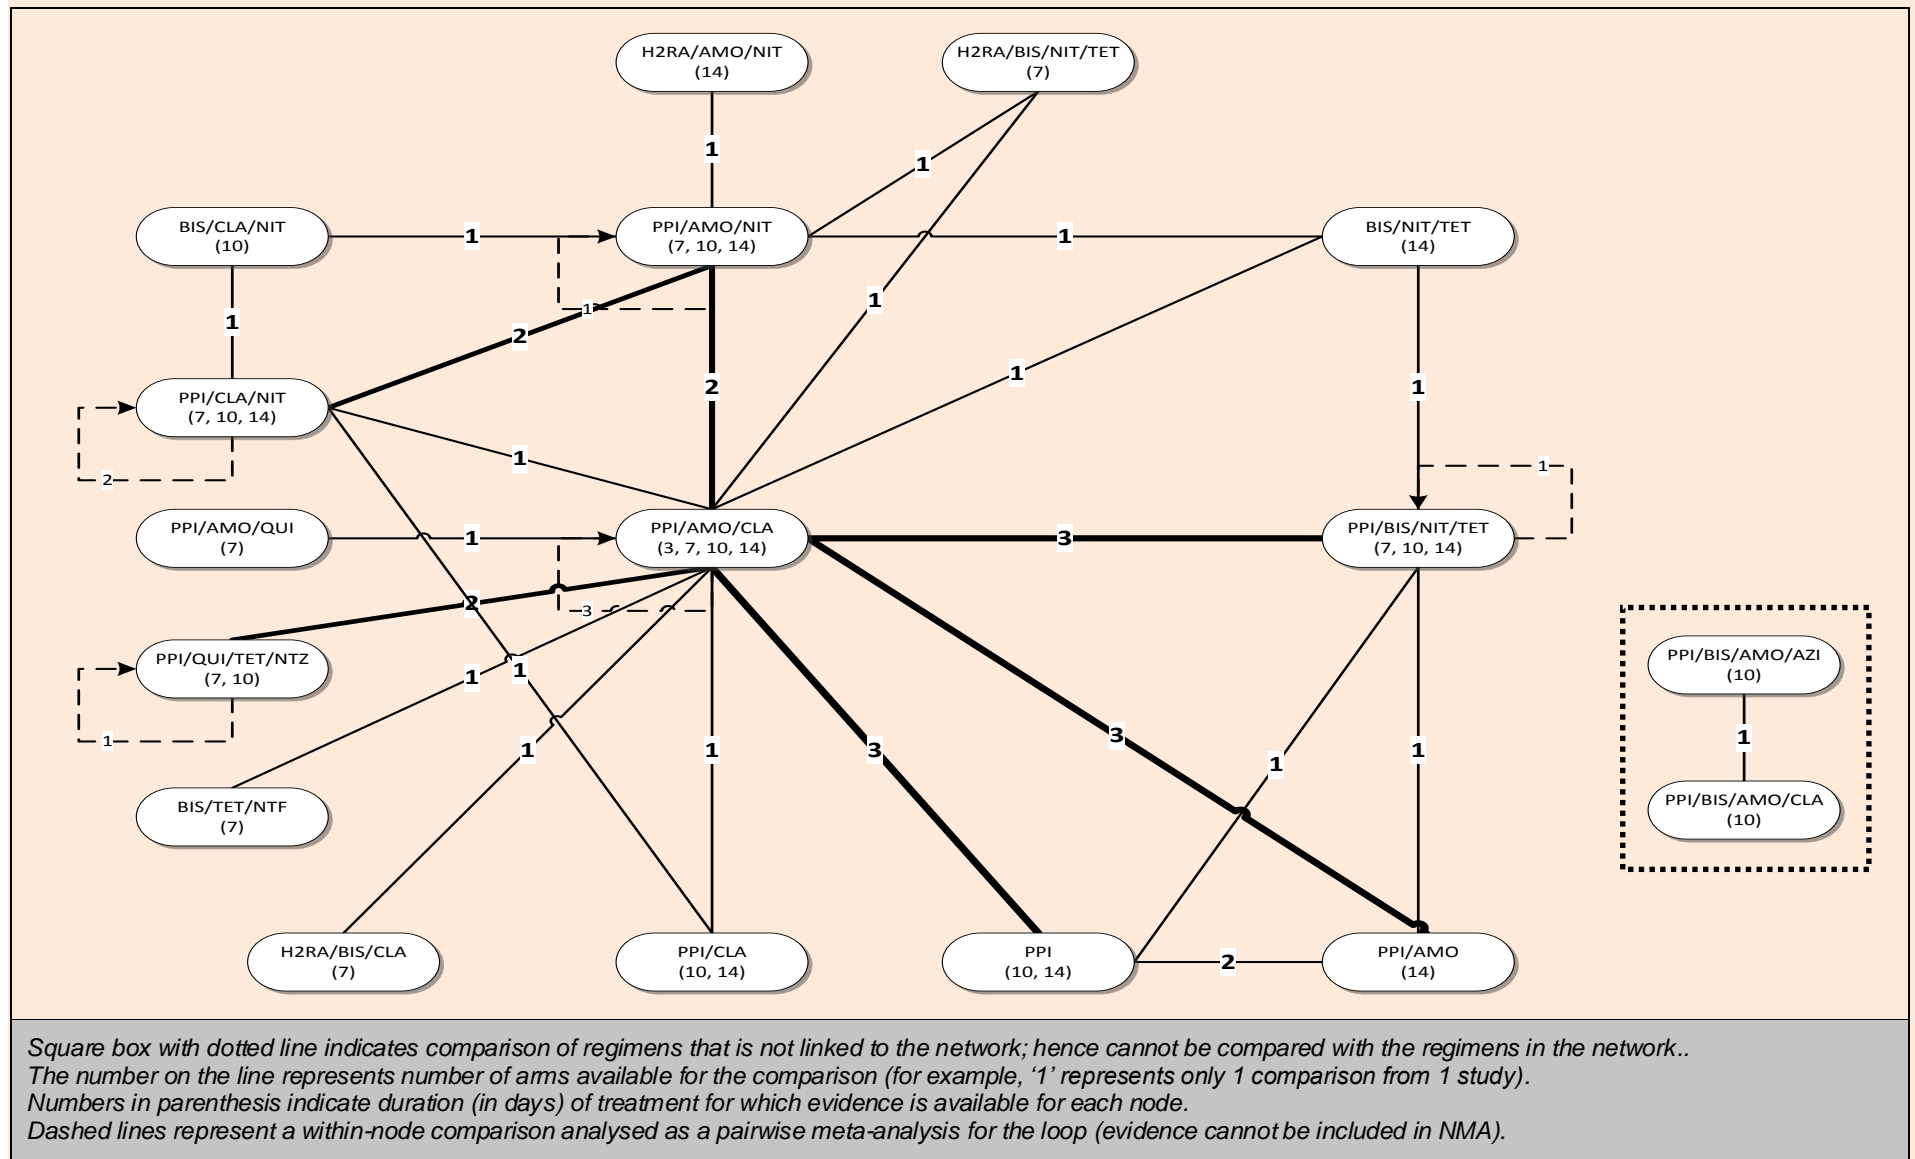 H2RA/AMO/NIT
(14)
H2RA/BIS/NIT/TET
(7)
1
1
BIS/CLA/NIT
(10)
1
PPI/AMO/NIT
(7, 10, 14)
1
BIS/NIT/TET
(14)
1
1
1
2
1
2
1
1
PPI/CLA/NIT
(7, 10, 14)
2
1
1
PPI/AMO/QUI
(7)
1
PPI/AMO/CLA
(3, 7, 10, 14)
3
PPI/BIS/NIT/TET
(7, 10, 14)
2
3
PPI/QUI/TET/NTZ
(7, 10)
1
1
1
1
1
3
3
1
1
BIS/TET/NTF
(7)
PPI/BIS/AMO/AZI
(10)
1
PPI/BIS/AMO/CLA
(10)
H2RA/BIS/CLA
(7)
PPI/CLA
(10, 14)
PPI
(10, 14)
2
PPI/AMO
(14)
Square box with dotted line indicates comparison of regimens that is not linked to the network; hence cannot be compared with the regimens in the network..
The number on the line represents number of arms available for the comparison (for example, ‘1’ represents only 1 comparison from 1 study).
Numbers in parenthesis indicate duration (in days) of treatment for which evidence is available for each node.
Dashed lines represent a within-node comparison analysed as a pairwise meta-analysis for the loop (evidence cannot be included in NMA).